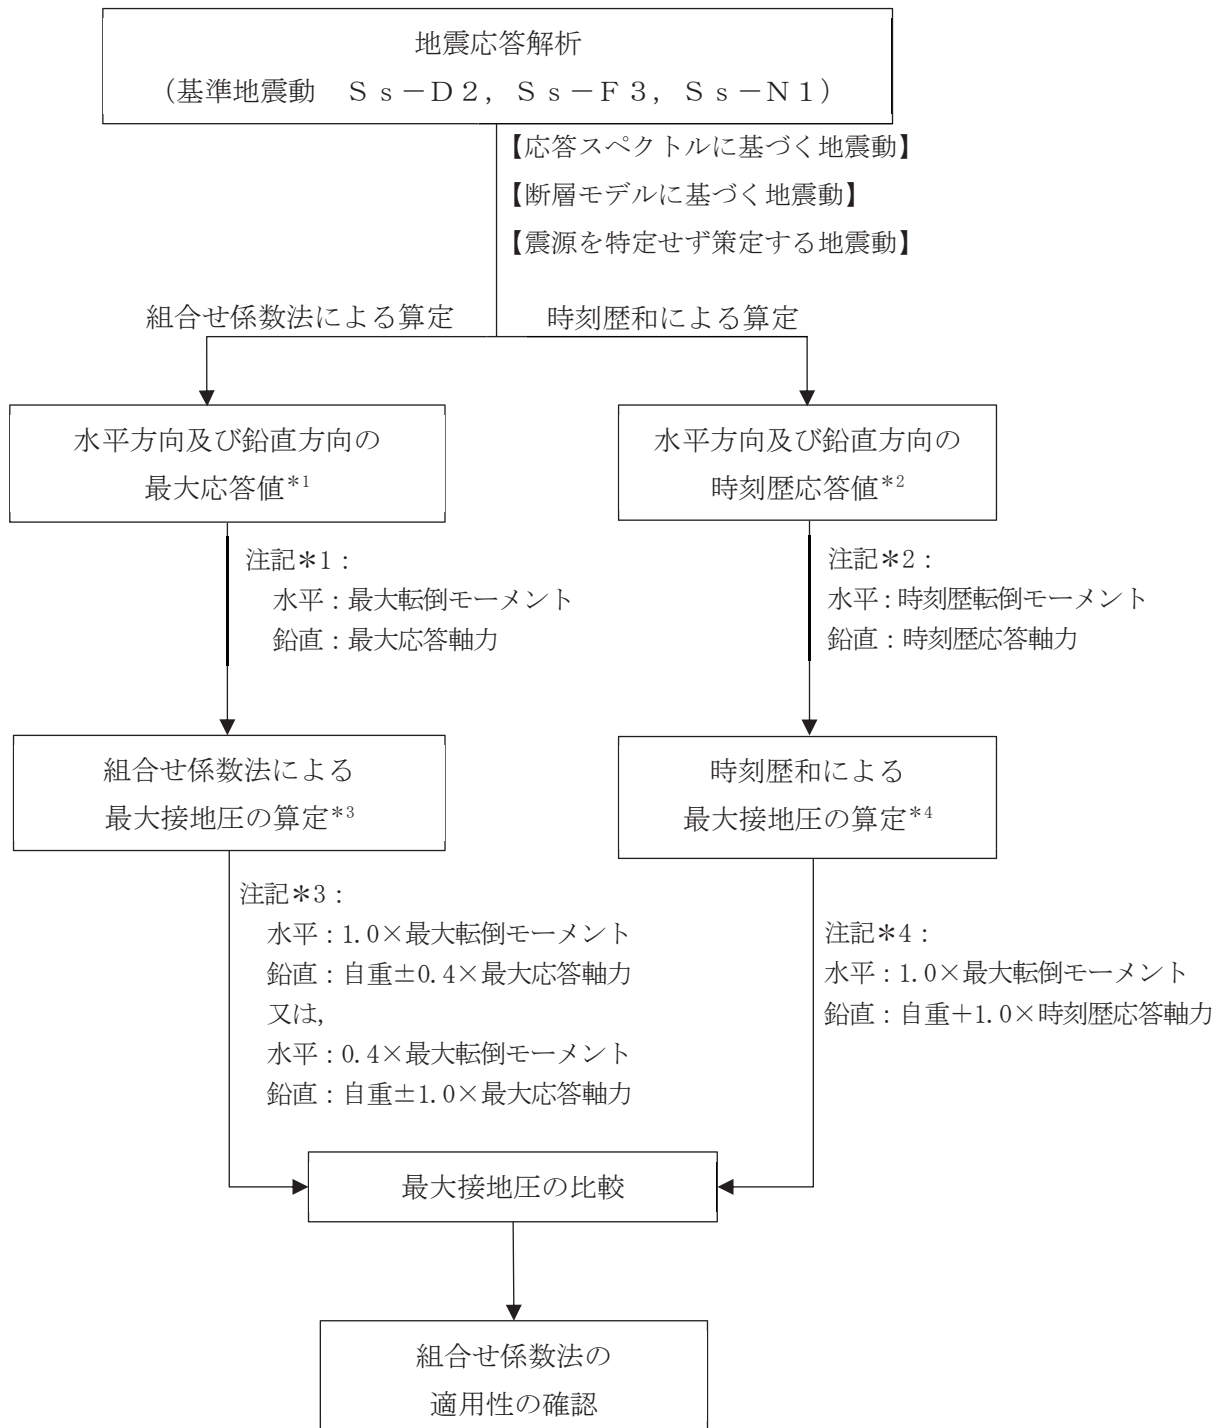 地震応答解析
（基準地震動　Ｓｓ－Ｄ２，Ｓｓ－Ｆ３，Ｓｓ－Ｎ１）
【応答スペクトルに基づく地震動】
【断層モデルに基づく地震動】
【震源を特定せず策定する地震動】
組合せ係数法による算定
時刻歴和による算定
水平方向及び鉛直方向の
最大応答値*1
水平方向及び鉛直方向の
時刻歴応答値*2
注記＊1：
水平：最大転倒モーメント
鉛直：最大応答軸力
注記＊2：
水平：時刻歴転倒モーメント
鉛直：時刻歴応答軸力
組合せ係数法による
最大接地圧の算定*3
時刻歴和による
最大接地圧の算定*4
注記＊3：
水平：1.0×最大転倒モーメント
鉛直：自重±0.4×最大応答軸力
又は，
水平：0.4×最大転倒モーメント
鉛直：自重±1.0×最大応答軸力
注記＊4：
水平：1.0×最大転倒モーメント
鉛直：自重＋1.0×時刻歴応答軸力
最大接地圧の比較
組合せ係数法の
適用性の確認